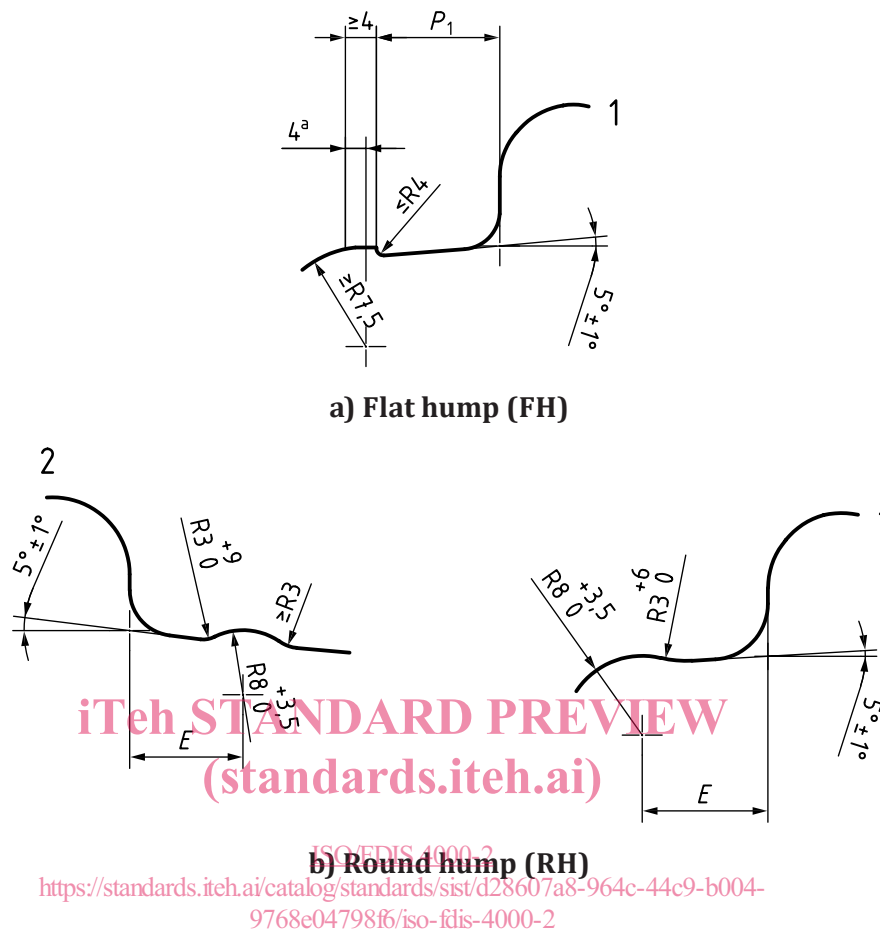 ≥4
P1
1
4ª
≤R4
≥R7,5
5°±1°
a) Flat hump (FH)
2
5°±1°
R3 +9 0
≥R3
R8 +3,5 0
E
R8 +3,5 0
R3 +9 0
5°±1°
E
iTeh STANDARD PREVIEW
(standards.iteh.ai)
ISO/FDIS 4000-2
b) Round hump (RH)
https://standards.iteh.ai/catalog/standards/sist/d28607a8-964c-44c9-b004-
9768e04798f6/iso-fdis-4000-2